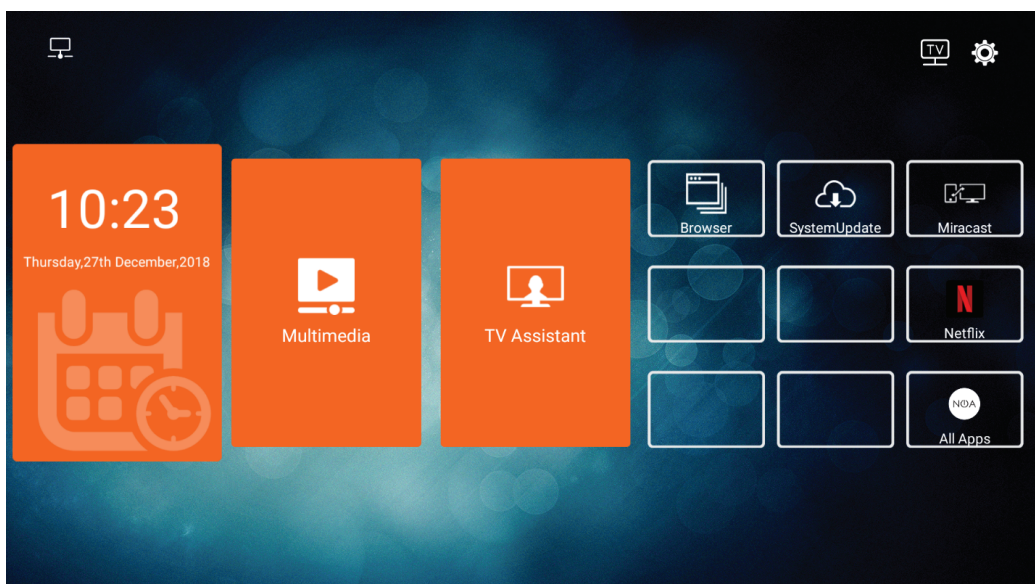 TV
10:23
Thursday,27th December,2018
Multimedia
TV Assistant
Browser
SystemUpdate
Miracast
N
Netflix
NOA
All Apps